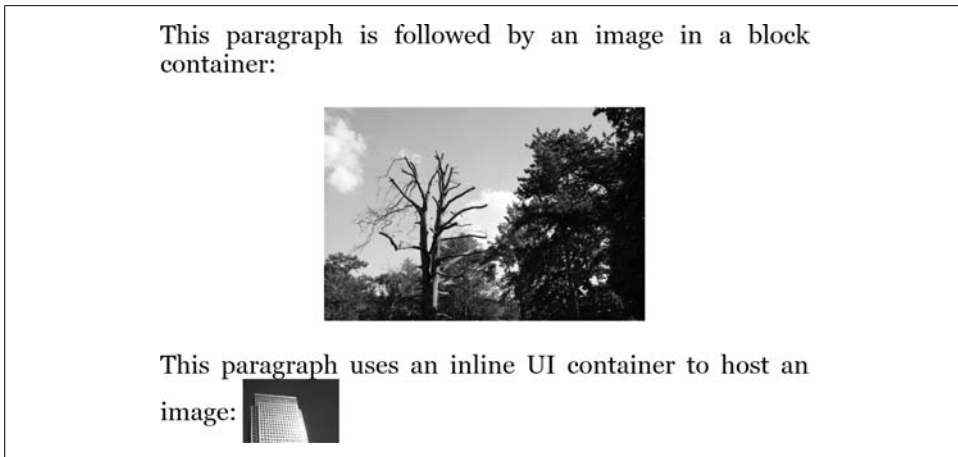 This paragraph is followed by an image in a block
container:
This paragraph uses an inline UI container to host an
image: